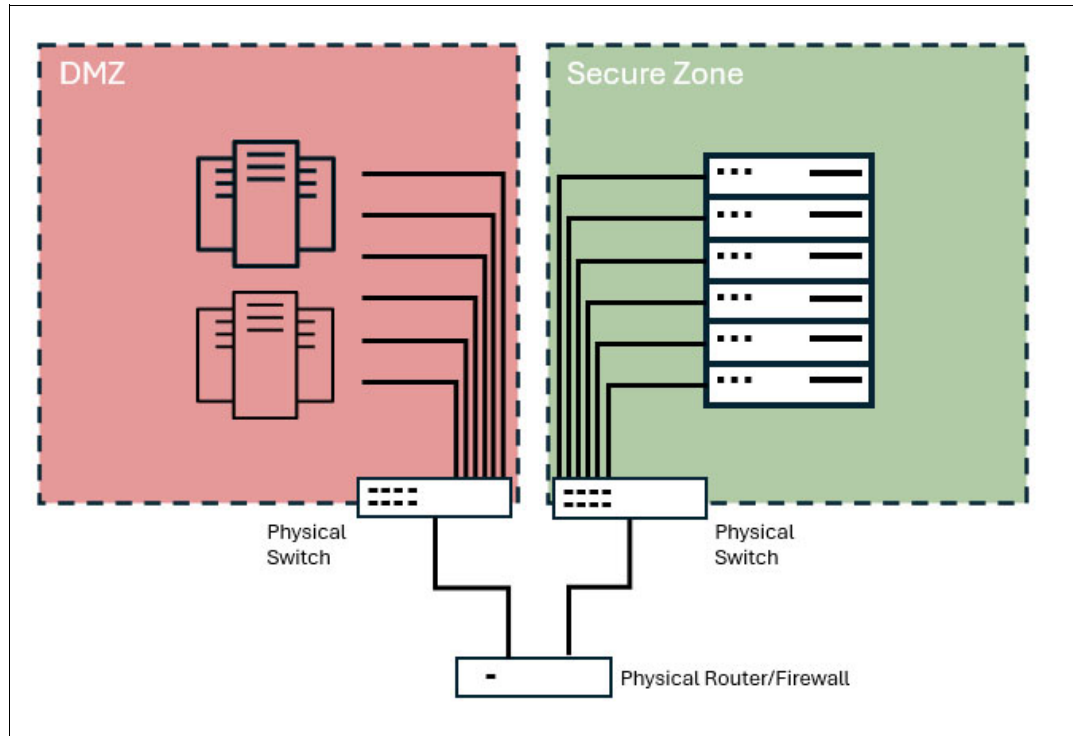 DMZ
Secure Zone
Physical
Switch
Physical
Switch
Physical Router/Firewall